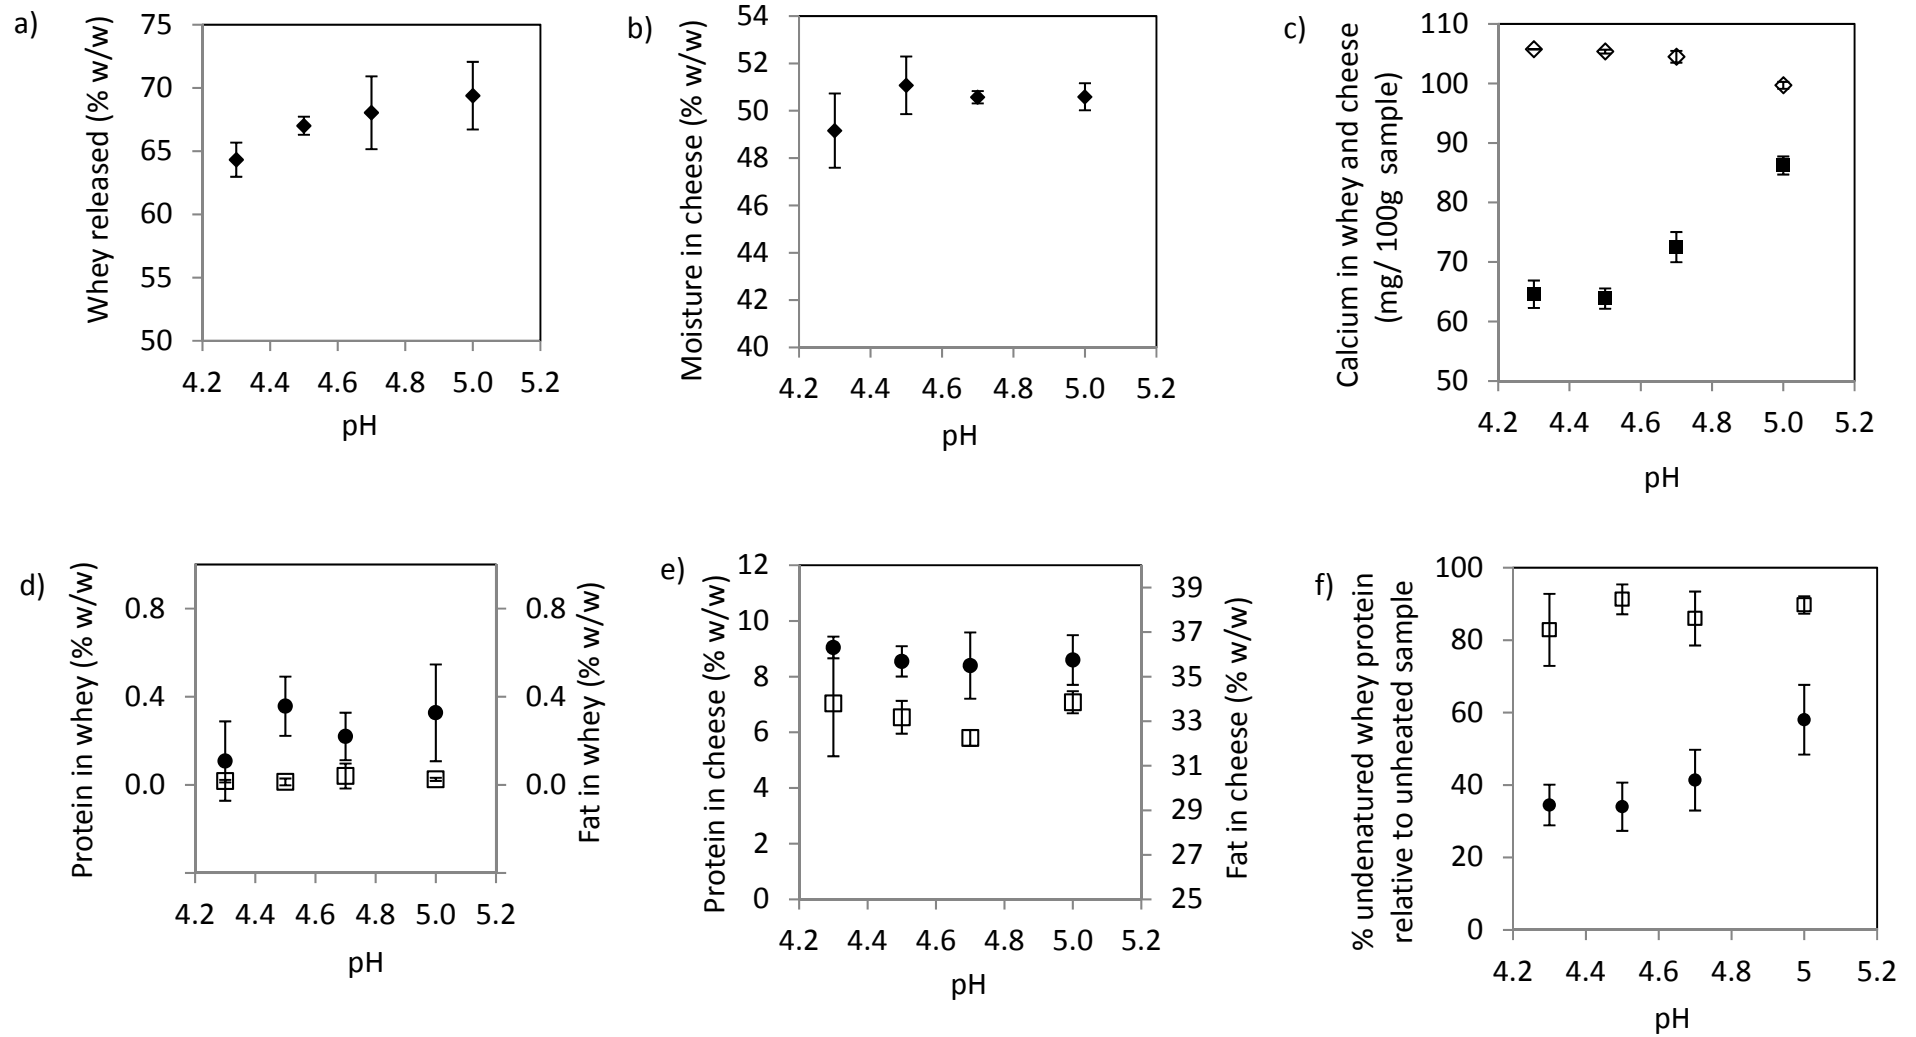 a)
Whey released (% w/w)
75
70
65
60
55
50
4.2 4.4 4.6 4.8 5.0 5.2
pH
b)
Moisture in cheese (% w/w)
54
52
50
48
46
44
42
40
4.2 4.4 4.6 4.8 5.0 5.2
pH
c)
Calcium in whey and cheese
(mg/ 100g sample)
110
100
90
80
70
60
50
4.2 4.4 4.6 4.8 5.0 5.2
pH
d)
Protein in whey (% w/w)
0.8
0.4
0.0
4.2 4.4 4.6 4.8 5.0 5.2
pH
0.8
0.4
0.0
Fat in whey (% w/w)
e)
Protein in cheese (% w/w)
12
10
8
6
4
2
0
4.2 4.4 4.6 4.8 5.0 5.2
pH
39
37
35
33
31
29
27
25
Fat in cheese (% w/w)
f)
% undenatured whey protein
relative to unheated sample
100
80
60
40
20
0
4.2 4.4 4.6 4.8 5 5.2
pH